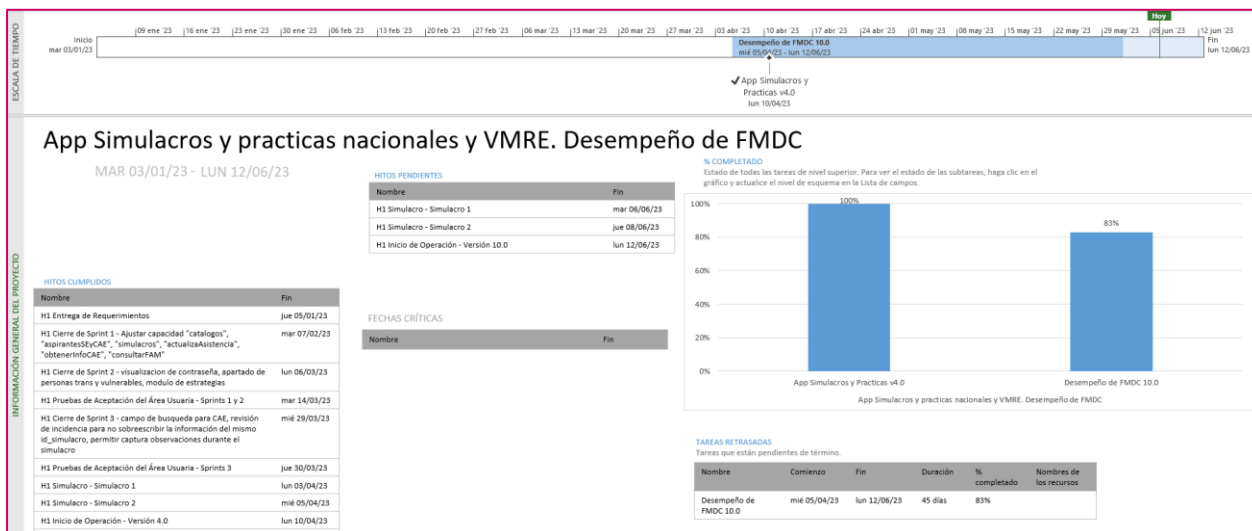 Hoy
09 ene '23 |16 ene '23 |23 ene '23 |30 ene '23 |06 feb '23 |13 feb '23 |20 feb '23 |27 feb '23 |06 mar '23 |13 mar '23 |20 mar '23 |27 mar '23 |03 abr '23 |10 abr '23 |17 abr '23 |24 abr '23 |01 may '23 |08 may '23 |15 may '23 |22 may '23 |29 may '23 |05 jun '23 |12 jun '23
ESCALA DE TIEMPO
Inicio
mar 03/01/23
Desempeño de FMDC 10.0
mié 05/04/23 - lun 12/06/23
Fin
lun 12/06/23
App Simulacros y
Practicas v4.0
lun 10/04/23
INFORMACIÓN GENERAL DEL PROYECTO
App Simulacros y practicas nacionales y VMRE. Desempeño de FMDC
MAR 03/01/23 - LUN 12/06/23
HITOS CUMPLIDOS
Nombre Fin
H1 Entrega de Requerimientos jue 05/01/23
H1 Cierre de Sprint 1 - Ajustar capacidad "catalogos", mar 07/02/23
"aspirantesSEyCAE", "simulacros", "actualizaAsistencia",
"obtenerInfoCAE", "consultarFAM"
H1 Cierre de Sprint 2 - visualizacion de contraseña, apartado de lun 06/03/23
personas trans y vulnerables, modulo de estrategias
H1 Pruebas de Aceptación del Área Usuaria - Sprints 1 y 2 mar 14/03/23
H1 Cierre de Sprint 3 - campo de busqueda para CAE, revisión mié 29/03/23
de incidencia para no sobreescribir la información del mismo
id_simulacro, permitir captura observaciones durante el
simulacro
H1 Pruebas de Aceptación del Área Usuaria - Sprints 3 jue 30/03/23
H1 Simulacro - Simulacro 1 lun 03/04/23
H1 Simulacro - Simulacro 2 mié 05/04/23
H1 Inicio de Operación - Versión 4.0 lun 10/04/23
HITOS PENDIENTES
Nombre Fin
H1 Simulacro - Simulacro 1 mar 06/06/23
H1 Simulacro - Simulacro 2 jue 08/06/23
H1 Inicio de Operación - Versión 10.0 lun 12/06/23
FECHAS CRÍTICAS
Nombre Fin
% COMPLETADO
Estado de todas las tareas de nivel superior. Para ver el estado de las subtareas, haga clic en el
gráfico y actualice el nivel de esquema en la Lista de campos.
100%
80%
60%
40%
20%
0%
100%
83%
App Simulacros y Practicas v4.0 Desempeño de FMDC 10.0
App Simulacros y practicas nacionales y VMRE. Desempeño de FMDC
TAREAS RETRASADAS
Tareas que están pendientes de término.
Nombre Comienzo Fin Duración % completado Nombres de los recursos
Desempeño de FMDC 10.0 mié 05/04/23 lun 12/06/23 45 días 83%